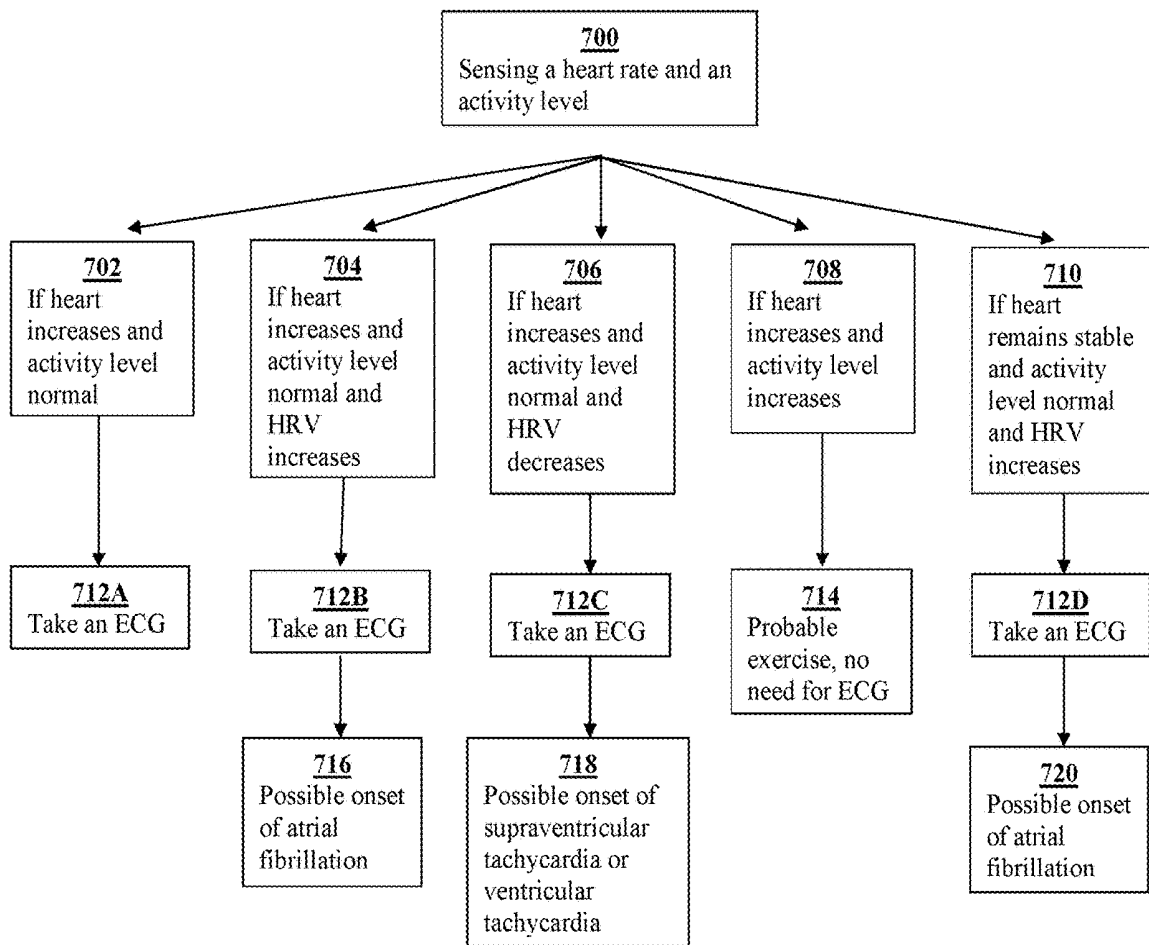 700
Sensing a heart rate and an
activity level
702
If heart
increases and
activity level
normal
704
If heart
increases and
activity level
normal and
HRV
increases
706
If heart
increases and
activity level
normal and
HRV
decreases
708
If heart
increases and
activity level
increases
710
If heart
remains stable
and activity
level normal
and HRV
increases
712A
Take an ECG
712B
Take an ECG
712C
Take an ECG
714
Probable
exercise, no
need for ECG
712D
Take an ECG
716
Possible onset
of atrial
fibrillation
718
Possible onset of
supraventricular
tachycardia or
ventricular
tachycardia
720
Possible onset
of atrial
fibrillation